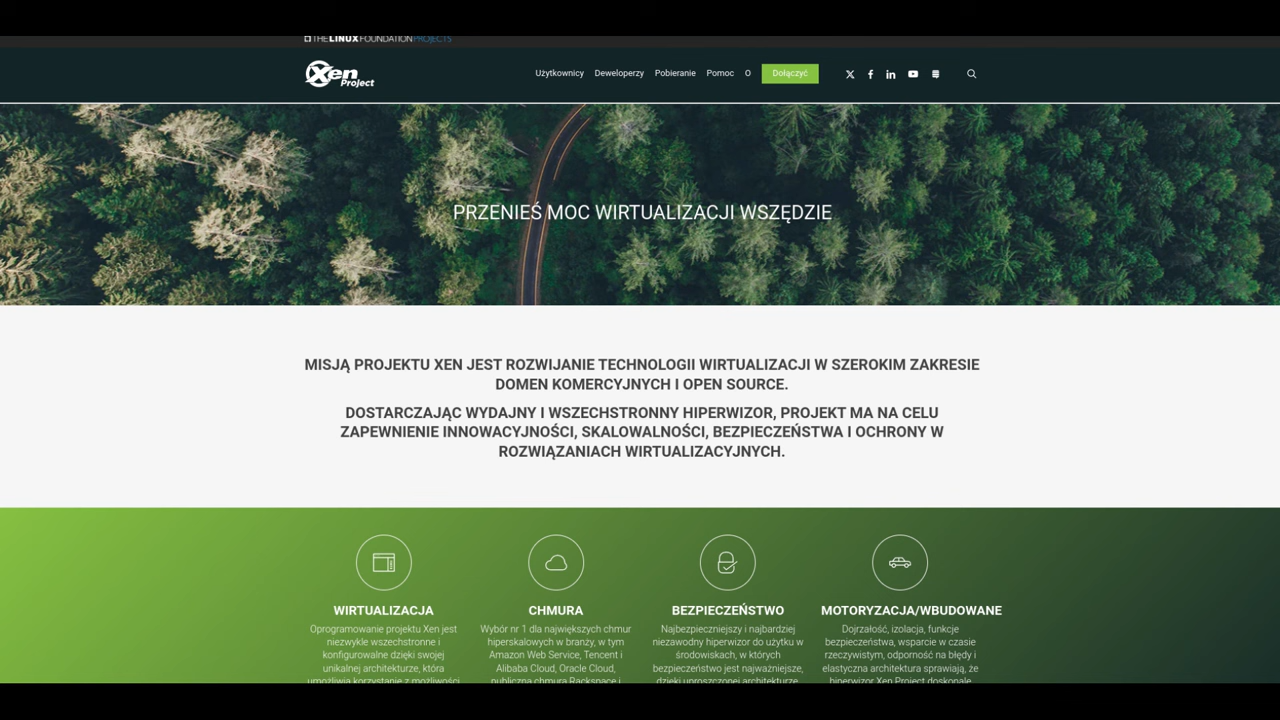 THE LINUX FOUNDATION PROJECTS
Xen Project
Użytkownicy Deweloperzy Pobieranie Pomoc O Dołączyć
PRZENIEŚ MOC WIRTUALIZACJI WSZĘDZIE
MISJĄ PROJEKTU XEN JEST ROZWIJANIE TECHNOLOGII WIRTUALIZACJI W SZEROKIM ZAKRESIE
DOMEN KOMERCYJNYCH I OPEN SOURCE.
DOSTARCZAJĄC WYDAJNY I WSZECHSTRONNY HIPERWIZOR, PROJEKT MA NA CELU
ZAPEWNIENIE INNOWACYJNOŚCI, SKALOWALNOŚCI, BEZPIECZEŃSTWA I OCHRONY W
ROZWIĄZANIACH WIRTUALIZACYJNYCH.
WIRTUALIZACJA
Oprogramowanie projektu Xen jest
niezwykle wszechstronne i
konfigurowalne dzięki swojej
unikalnej architekturze, która
umożliwia korzystanie z możliwości
CHMURA
Wybór nr 1 dla największych chmur
hiperskalowych w branży, w tym
Amazon Web Service, Tencent i
Alibaba Cloud, Oracle Cloud,
publiczna chmura Rackspace i
BEZPIECZEŃSTWO
Najbezpieczniejszy i najbardziej
niezawodny hiperwizor do użytku w
środowiskach, w których
bezpieczeństwo jest najważniejsze,
dzięki uproszczonej architekturze
MOTORYZACJA/WBUDOWANE
Dojrzałość, izolacja, funkcje
bezpieczeństwa, wsparcie w czasie
rzeczywistym, odporność na błędy i
elastyczna architektura sprawiają, że
hiperwizor Xen Project doskonale